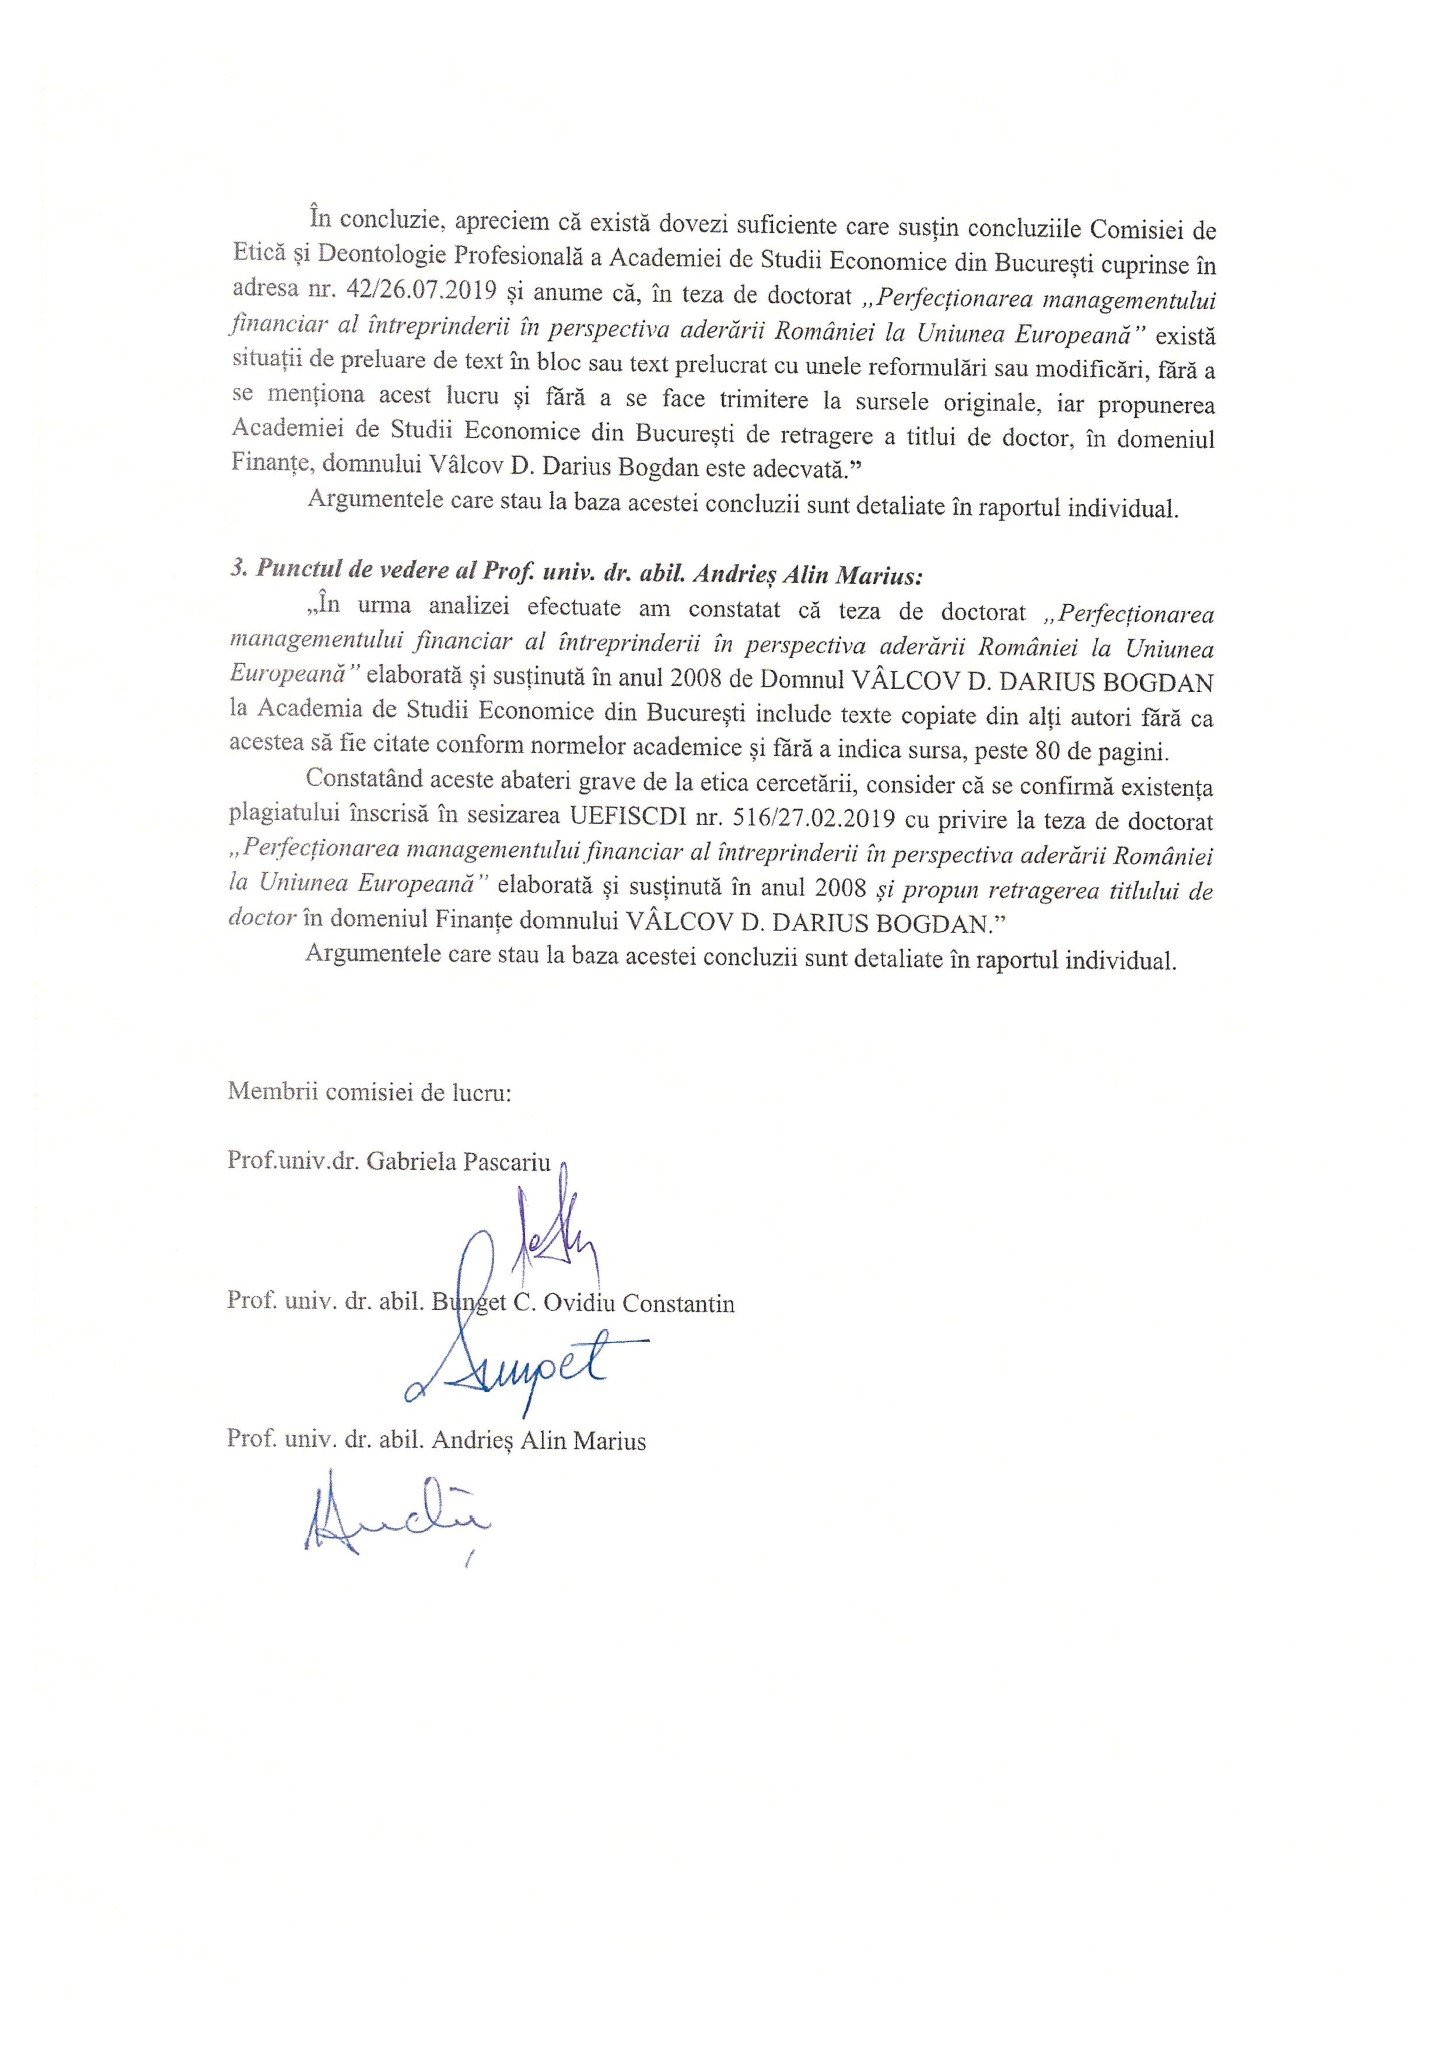 În concluzie, apreciem că există dovezi suficiente care susțin concluziile Comisiei de
Etică și Deontologie Profesională a Academiei de Studii Economice din București cuprinse în
adresa nr. 42/26.07.2019 și anume că, în teza de doctorat „Perfecționarea managementului
financiar al întreprinderii în perspectiva aderării României la Uniunea Europeană” există
situații de preluare de text în bloc sau text prelucrat cu unele reformulări sau modificări, fără a
se menționa acest lucru și fără a se face trimitere la sursele originale, iar propunerea
Academiei de Studii Economice din București de retragere a titlui de doctor, în domeniul
Finanțe, domnului Vâlcov D. Darius Bogdan este adecvată.”
Argumentele care stau la baza acestei concluzii sunt detaliate în raportul individual.
3. Punctul de vedere al Prof. univ. dr. abil. Andrieș Alin Marius:
„În urma analizei efectuate am constatat că teza de doctorat „Perfecționarea
managementului financiar al întreprinderii în perspectiva aderării României la Uniunea
Europeană” elaborată și susținută în anul 2008 de Domnul VÂLCOV D. DARIUS BOGDAN
la Academia de Studii Economice din București include texte copiate din alți autori fără ca
acestea să fie citate conform normelor academice și fără a indica sursa, peste 80 de pagini.
Constatând aceste abateri grave de la etica cercetării, consider că se confirmă existența
plagiatului înscrisă în sesizarea UEFISCDI nr. 516/27.02.2019 cu privire la teza de doctorat
„Perfecționarea managementului financiar al întreprinderii în perspectiva aderării României
la Uniunea Europeană” elaborată și susținută în anul 2008 și propun retragerea titlului de
doctor în domeniul Finanțe domnului VÂLCOV D. DARIUS BOGDAN.”
Argumentele care stau la baza acestei concluzii sunt detaliate în raportul individual.
Membrii comisiei de lucru:
Prof.univ.dr. Gabriela Pascariu
Prof. univ. dr. abil. Bunget C. Ovidiu Constantin
Prof. univ. dr. abil. Andrieș Alin Marius